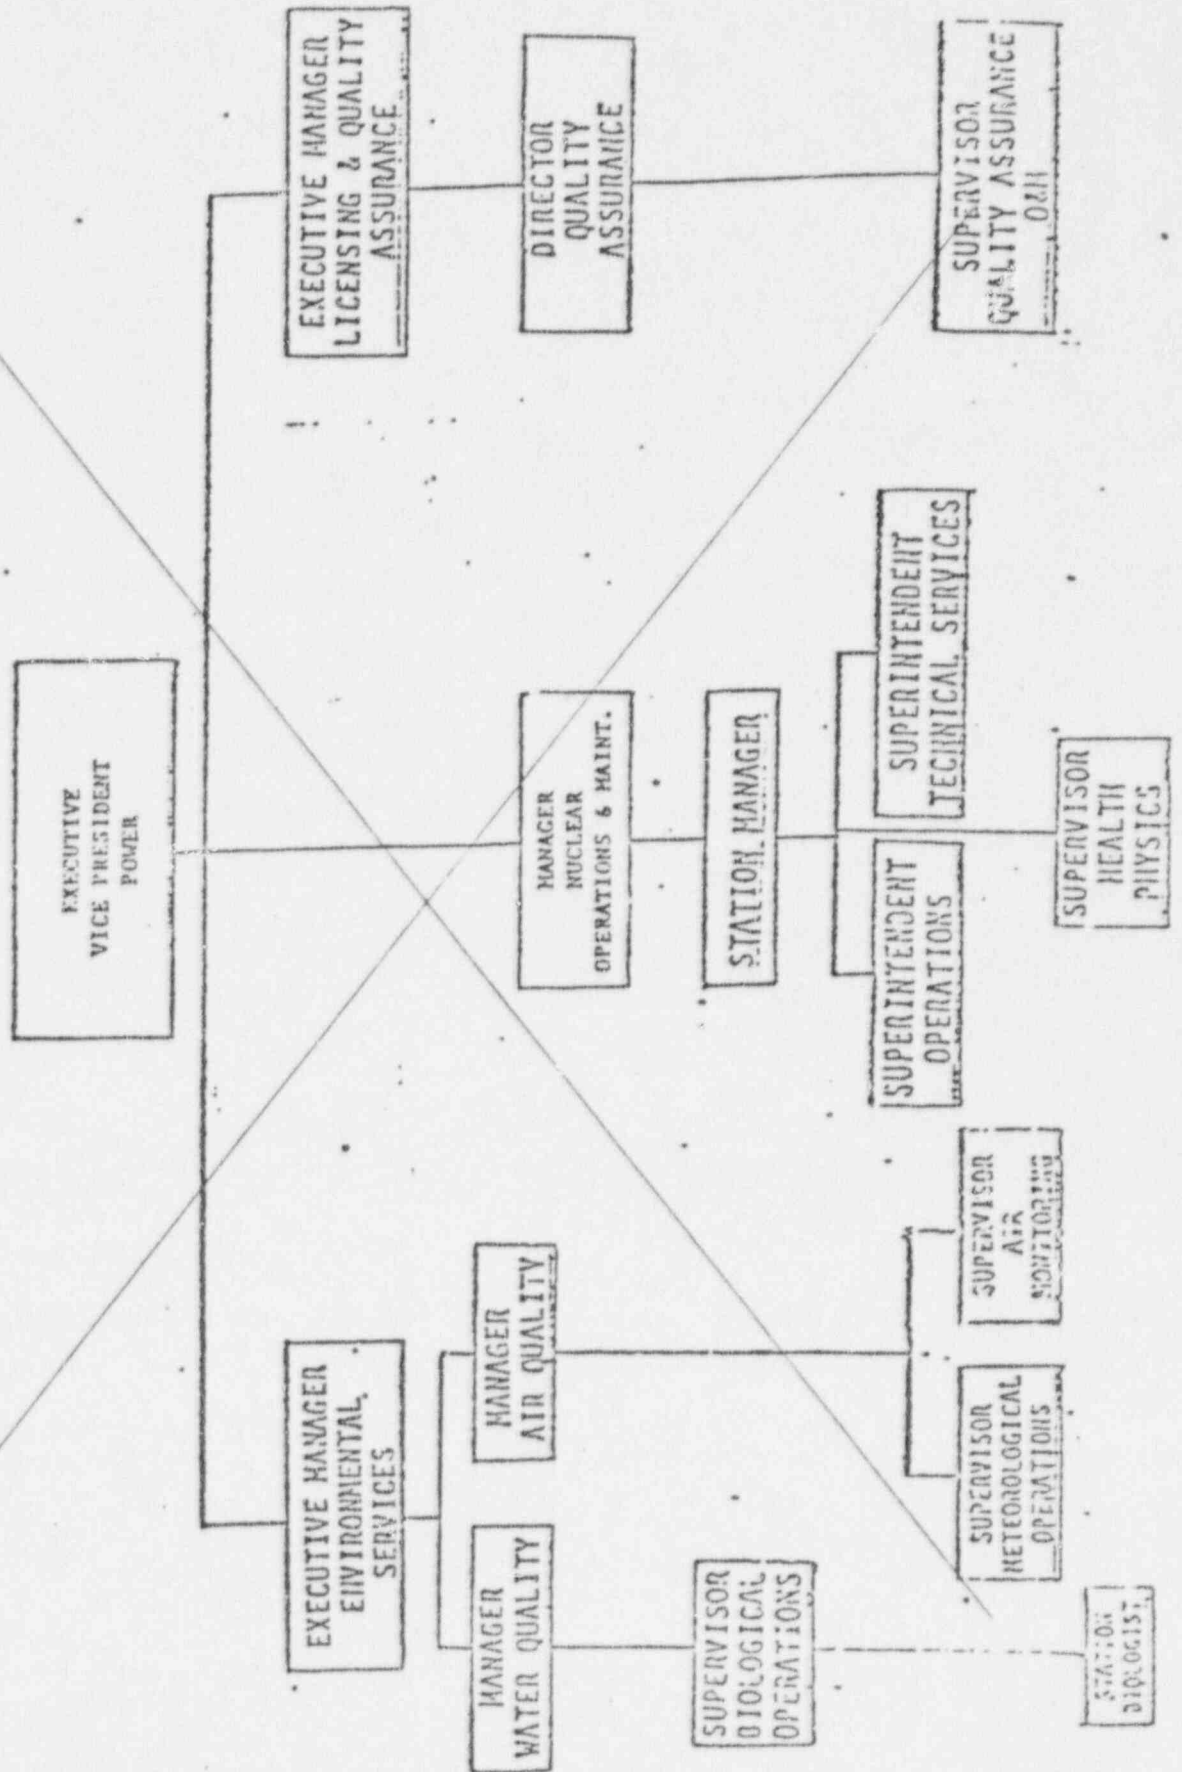 EXECUTIVE
VICE PRESIDENT
POWER
EXECUTIVE MANAGER
ENVIRONMENTAL
SERVICES
EXECUTIVE MANAGER
LICENSING & QUALITY
ASSURANCE
MANAGER
WATER QUALITY
MANAGER
AIR QUALITY
MANAGER
NUCLEAR
OPERATIONS & MAINT.
DIRECTOR
QUALITY
ASSURANCE
SUPERVISOR
BIOLOGICAL
OPERATIONS
STATION MANAGER
SUPERINTENDENT
OPERATIONS
SUPERINTENDENT
TECHNICAL SERVICES
SUPERVISOR
METEOROLOGICAL
OPERATIONS
SUPERVISOR
AIR
MONITORING
SUPERVISOR
QUALITY ASSURANCE
STATION
BIOLOGIST
SUPERVISOR
HEALTH
PHYSICS